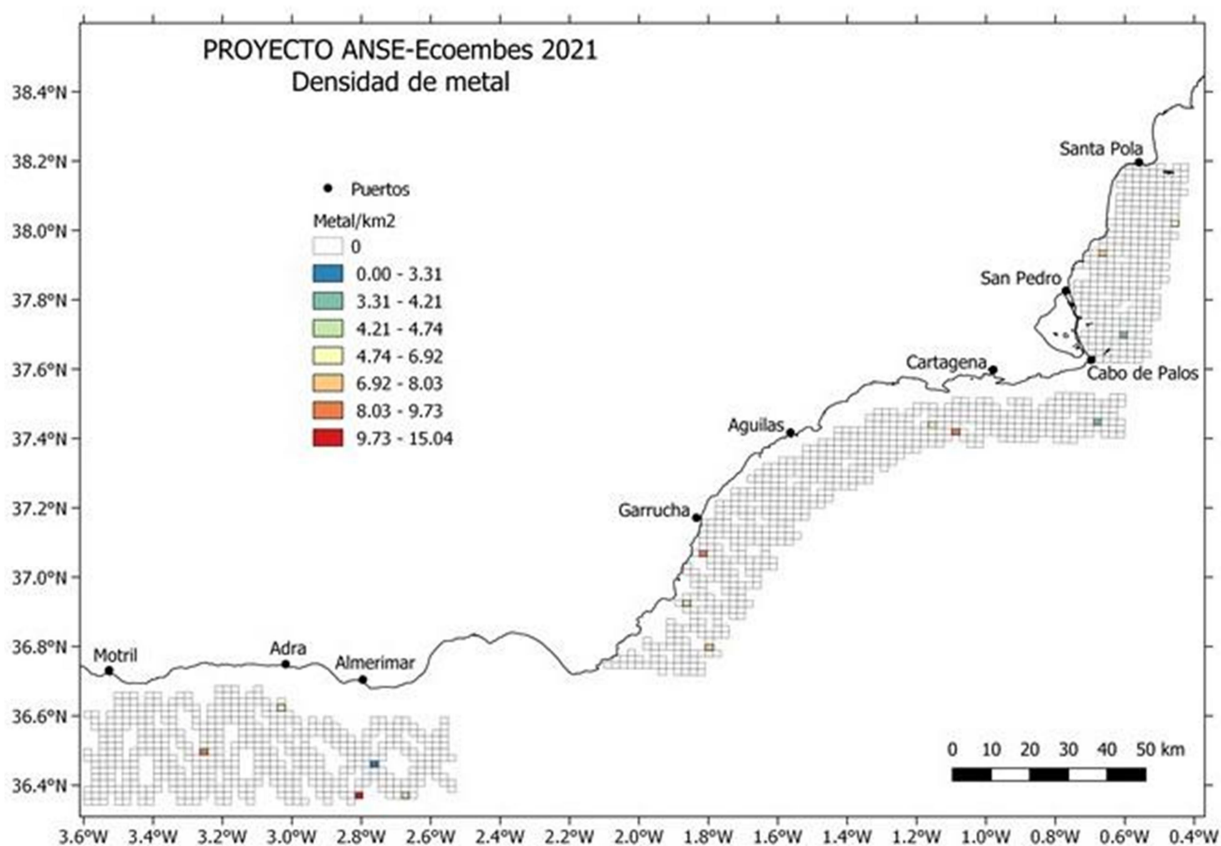 PROYECTO ANSE-Ecoembes 2021
Densidad de metal
38.4°N
38.2°N
38.0°N
37.8°N
37.6°N
37.4°N
37.2°N
37.0°N
36.8°N
36.6°N
36.4°N
Puertos
Metal/km2
0
0.00 - 3.31
3.31 - 4.21
4.21 - 4.74
4.74 - 6.92
6.92 - 8.03
8.03 - 9.73
9.73 - 15.04
Santa Pola
San Pedro
Cartagena
Cabo de Palos
Aguilas
Garrucha
Motril
Adra
Almerimar
0 10 20 30 40 50 km
3.6°W 3.4°W 3.2°W 3.0°W 2.8°W 2.6°W 2.4°W 2.2°W 2.0°W 1.8°W 1.6°W 1.4°W 1.2°W 1.0°W 0.8°W 0.6°W 0.4°W